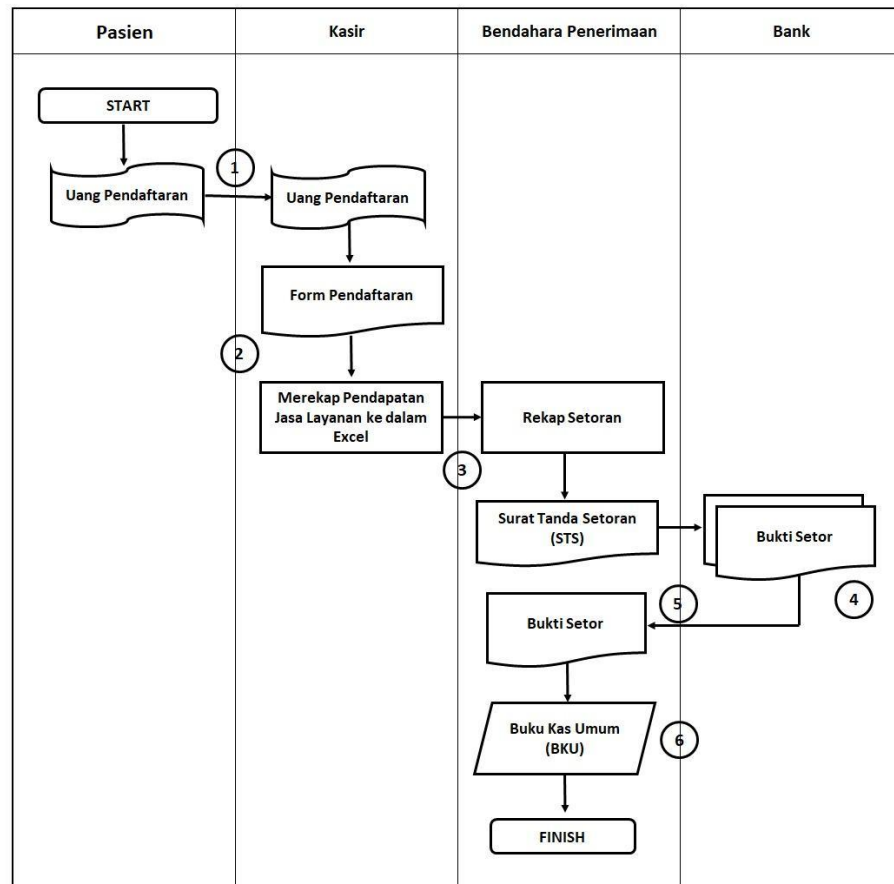 Pasien
Kasir
Bendahara Penerimaan
Bank
START
1
Uang Pendaftaran
Uang Pendaftaran
Form Pendaftaran
2
Merekap Pendapatan
Jasa Layanan ke dalam
Excel
Rekap Setoran
3
Surat Tanda Setoran
(STS)
Bukti Setor
4
5
Bukti Setor
Buku Kas Umum
(BKU)
6
FINISH